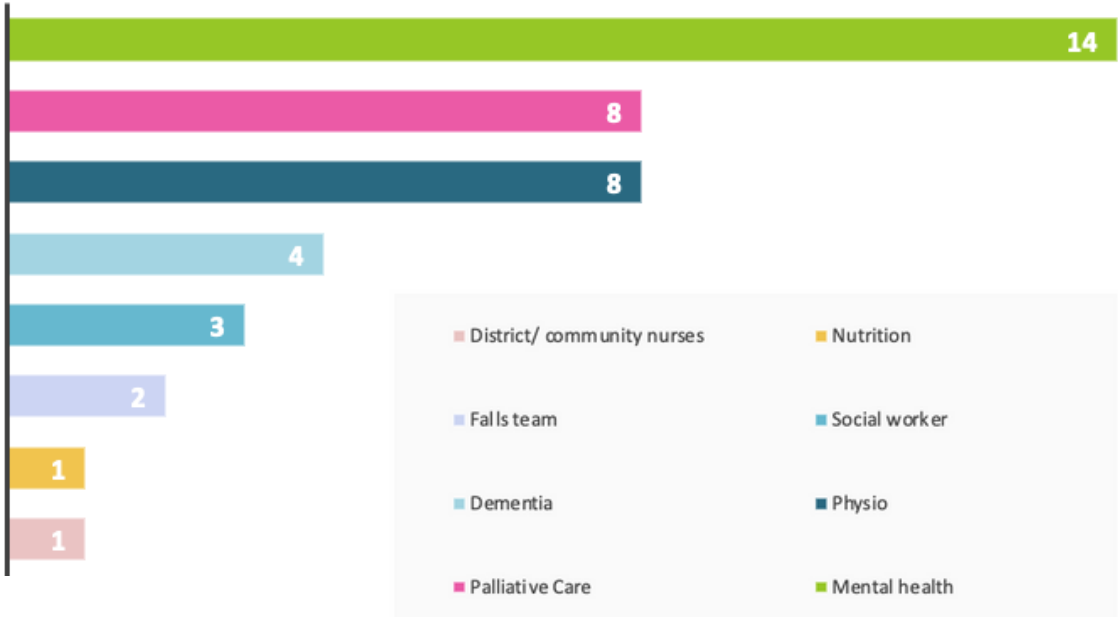 14
8
8
4
3
2
1
1
District/ community nurses
Nutrition
Falls team
Social worker
Dementia
Physio
Palliative Care
Mental health